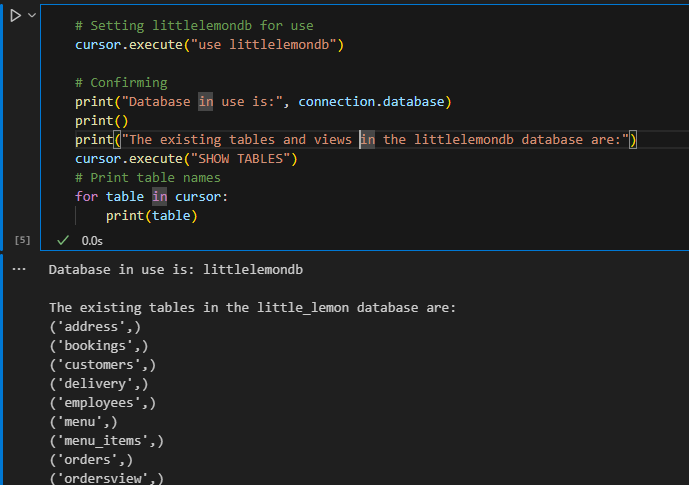 # Setting littlelemondb for use
cursor.execute("use littlelemondb")
# Confirming
print("Database in use is:", connection.database)
print()
print("The existing tables and views in the littlelemondb database are:")
cursor.execute("SHOW TABLES")
# Print table names
for table in cursor:
    print(table)
[5] 0.0s
Database in use is: littlelemondb
The existing tables in the little_lemon database are:
('address',)
('bookings',)
('customers',)
('delivery',)
('employees',)
('menu',)
('menu_items',)
('orders',)
('ordersview',)